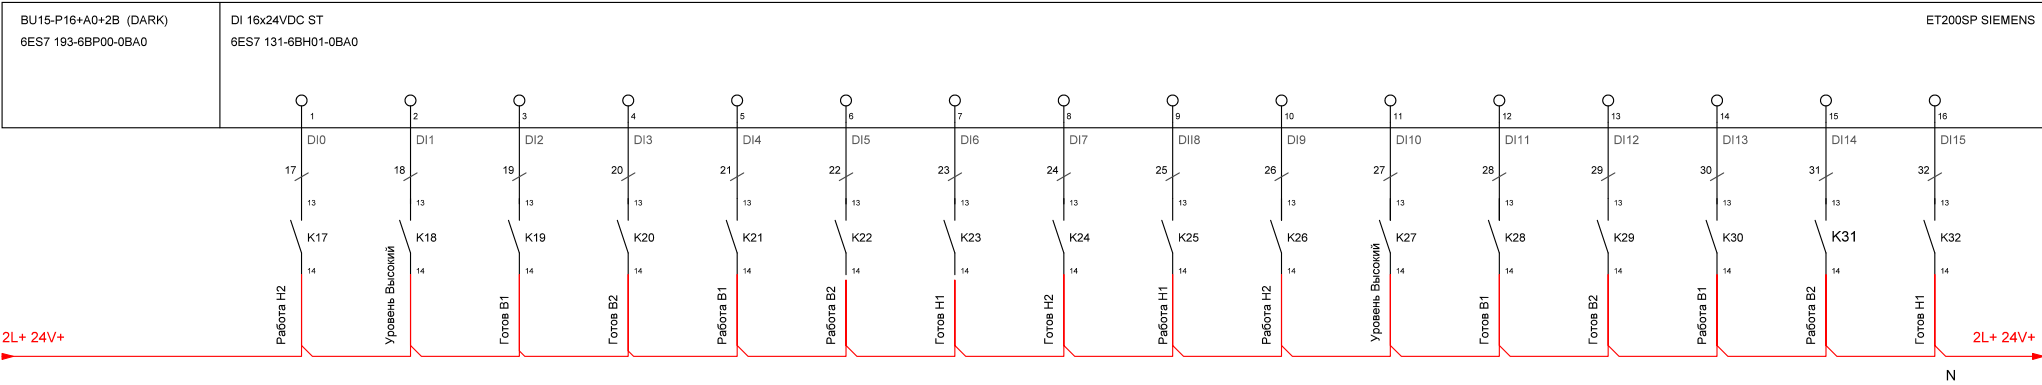 BU15-P16+A0+2B (DARK)
6ES7 193-6BP00-0BA0
DI 16x24VDC ST
6ES7 131-6BH01-0BA0
ET200SP SIEMENS
1 2 3 4 5 6 7 8 9 10 11 12 13 14 15 16
DI0 DI1 DI2 DI3 DI4 DI5 DI6 DI7 DII8 DI9 DI10 DI11 DI12 DI13 DI14 DI15
17 18 19 20 21 22 23 24 25 26 27 28 29 30 31 32
13 13 13 13 13 13 13 13 13 13 13 13 13 13 13 13
K17 K18 K19 K20 K21 K22 K23 K24 K25 K26 K27 K28 K29 K30 K31 K32
14 14 14 14 14 14 14 14 14 14 14 14 14 14 14 14
Работа Н2
Уровень Высокий
Готов В1
Готов В2
Работа В1
Работа В2
Готов Н1
Готов Н2
Работа Н1
Работа Н2
Уровень Высокий
Готов В1
Готов В2
Работа В1
Работа В2
Готов Н1
2L+ 24V+
2L+ 24V+
N